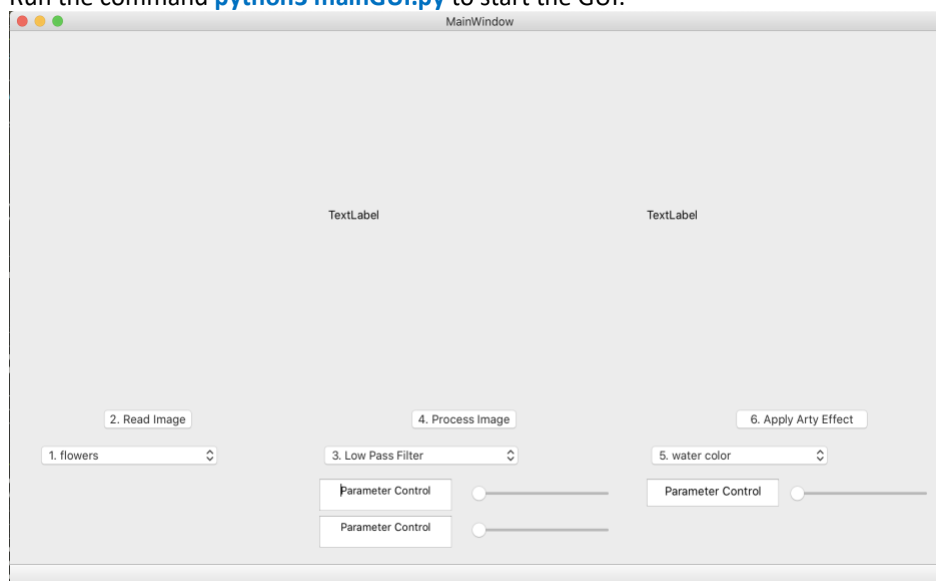 Run the command python3 mainGUI.py to start the GUI.
MainWindow
TextLabel TextLabel
2. Read Image 4. Process Image 6. Apply Arty Effect
1. flowers 3. Low Pass Filter 5. water color
Parameter Control Parameter Control
Parameter Control